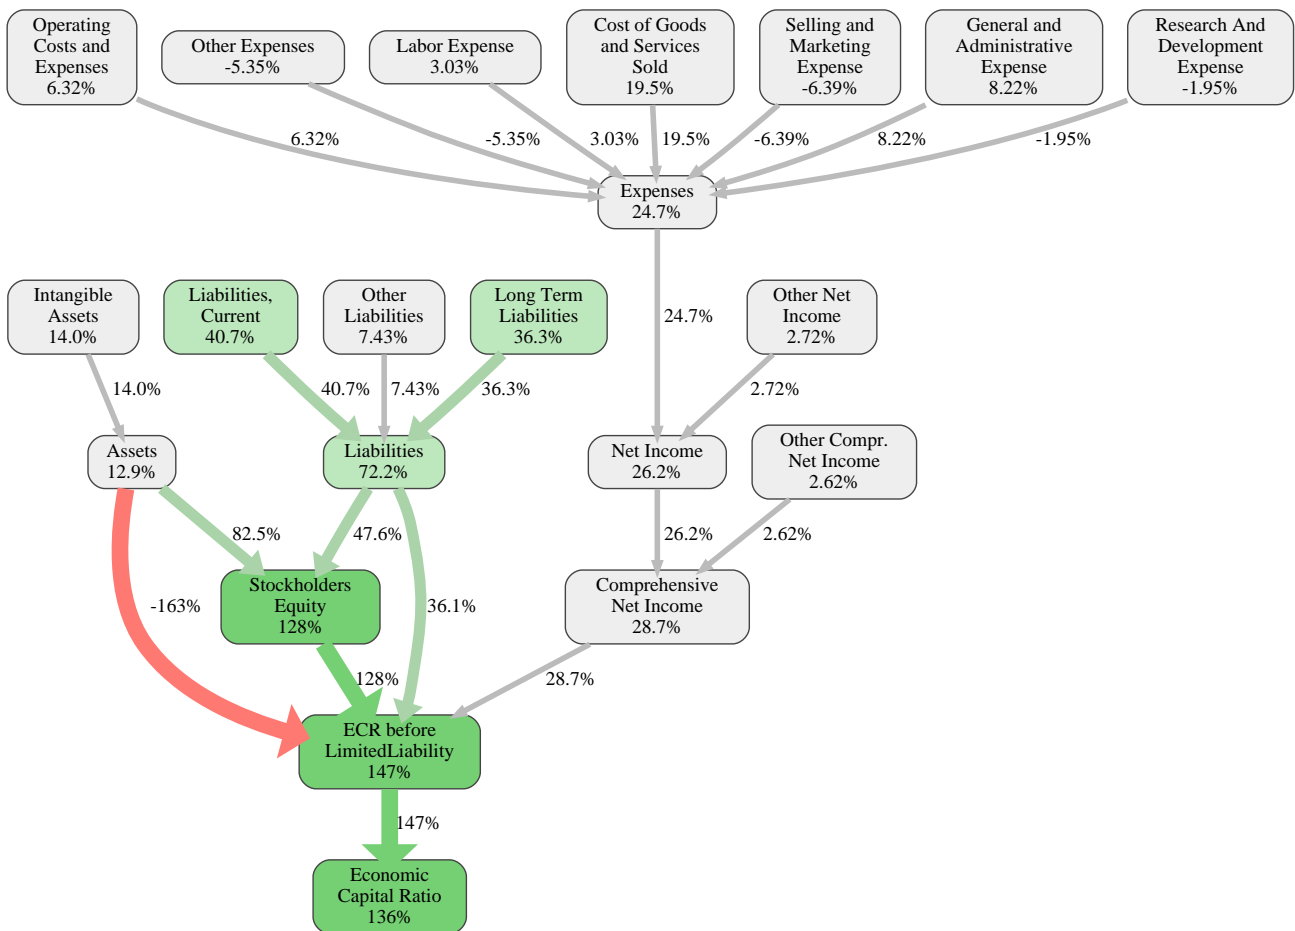 Operating
Costs and
Expenses
6.32%
Other Expenses
-5.35%
Labor Expense
3.03%
Cost of Goods
and Services
Sold
19.5%
Selling and
Marketing
Expense
-6.39%
General and
Administrative
Expense
8.22%
Research And
Development
Expense
-1.95%
6.32%
-5.35%
3.03%
19.5%
-6.39%
8.22%
-1.95%
Expenses
24.7%
Intangible
Assets
14.0%
Liabilities,
Current
40.7%
Other
Liabilities
7.43%
Long Term
Liabilities
36.3%
24.7%
Other Net
Income
2.72%
14.0%
40.7%
7.43%
36.3%
2.72%
Assets
12.9%
Liabilities
72.2%
Net Income
26.2%
Other Compr.
Net Income
2.62%
82.5%
47.6%
26.2%
2.62%
-163%
Stockholders
Equity
128%
36.1%
Comprehensive
Net Income
28.7%
128%
28.7%
ECR before
LimitedLiability
147%
147%
Economic
Capital Ratio
136%